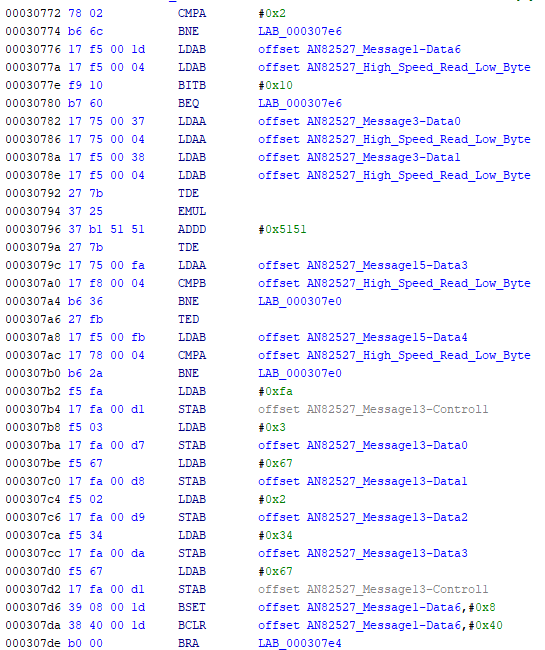 00030772 78 02 CMPA #0x2
00030774 b6 6c BNE LAB_000307e6
00030776 17 f5 00 1d LDAB offset AN82527_Message1-Data6
0003077a 17 f5 00 04 LDAB offset AN82527_High_Speed_Read_Low_Byte
0003077e f9 10 BITB #0x10
00030780 b7 60 BEQ LAB_000307e6
00030782 17 75 00 37 LDAA offset AN82527_Message3-Data0
00030786 17 75 00 04 LDAA offset AN82527_High_Speed_Read_Low_Byte
0003078a 17 f5 00 38 LDAB offset AN82527_Message3-Data1
0003078e 17 f5 00 04 LDAB offset AN82527_High_Speed_Read_Low_Byte
00030792 27 7b TDE
00030794 37 25 EMUL
00030796 37 b1 51 51 ADDD #0x5151
0003079a 27 7b TDE
0003079c 17 75 00 fa LDAA offset AN82527_Message15-Data3
000307a0 17 f8 00 04 CMPB offset AN82527_High_Speed_Read_Low_Byte
000307a4 b6 36 BNE LAB_000307e0
000307a6 27 fb TED
000307a8 17 f5 00 fb LDAB offset AN82527_Message15-Data4
000307ac 17 78 00 04 CMPA offset AN82527_High_Speed_Read_Low_Byte
000307b0 b6 2a BNE LAB_000307e0
000307b2 f5 fa LDAB #0xfa
000307b4 17 fa 00 d1 STAB offset AN82527_Message13-Control1
000307b8 f5 03 LDAB #0x3
000307ba 17 fa 00 d7 STAB offset AN82527_Message13-Data0
000307be f5 67 LDAB #0x67
000307c0 17 fa 00 d8 STAB offset AN82527_Message13-Data1
000307c4 f5 02 LDAB #0x2
000307c6 17 fa 00 d9 STAB offset AN82527_Message13-Data2
000307ca f5 34 LDAB #0x34
000307cc 17 fa 00 da STAB offset AN82527_Message13-Data3
000307d0 f5 67 LDAB #0x67
000307d2 17 fa 00 d1 STAB offset AN82527_Message13-Control1
000307d6 39 08 00 1d BSET offset AN82527_Message1-Data6,#0x8
000307da 38 40 00 1d BCLR offset AN82527_Message1-Data6,#0x40
000307de b0 00 BRA LAB_000307e4